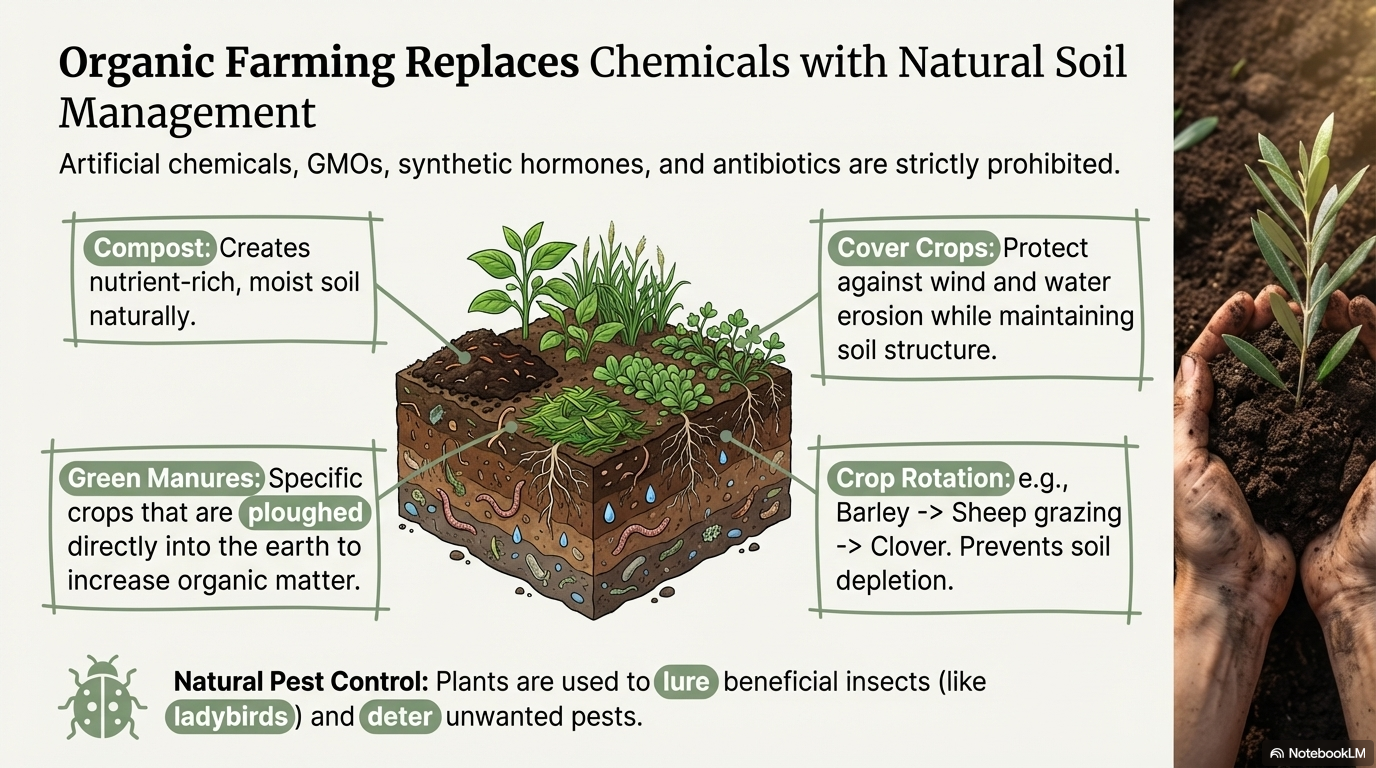 Organic Farming Replaces Chemicals with Natural Soil
Management
Artificial chemicals, GMOs, synthetic hormones, and antibiotics are strictly prohibited.
Compost: Creates
nutrient-rich, moist soil
naturally.
Cover Crops: Protect
against wind and water
erosion while maintaining
soil structure.
Green Manures: Specific
crops that are ploughed
directly into the earth to
increase organic matter.
Crop Rotation: e.g.,
Barley -> Sheep grazing
-> Clover. Prevents soil
depletion.
Natural Pest Control: Plants are used to lure beneficial insects (like
ladybirds) and deter unwanted pests.
NotebookLM